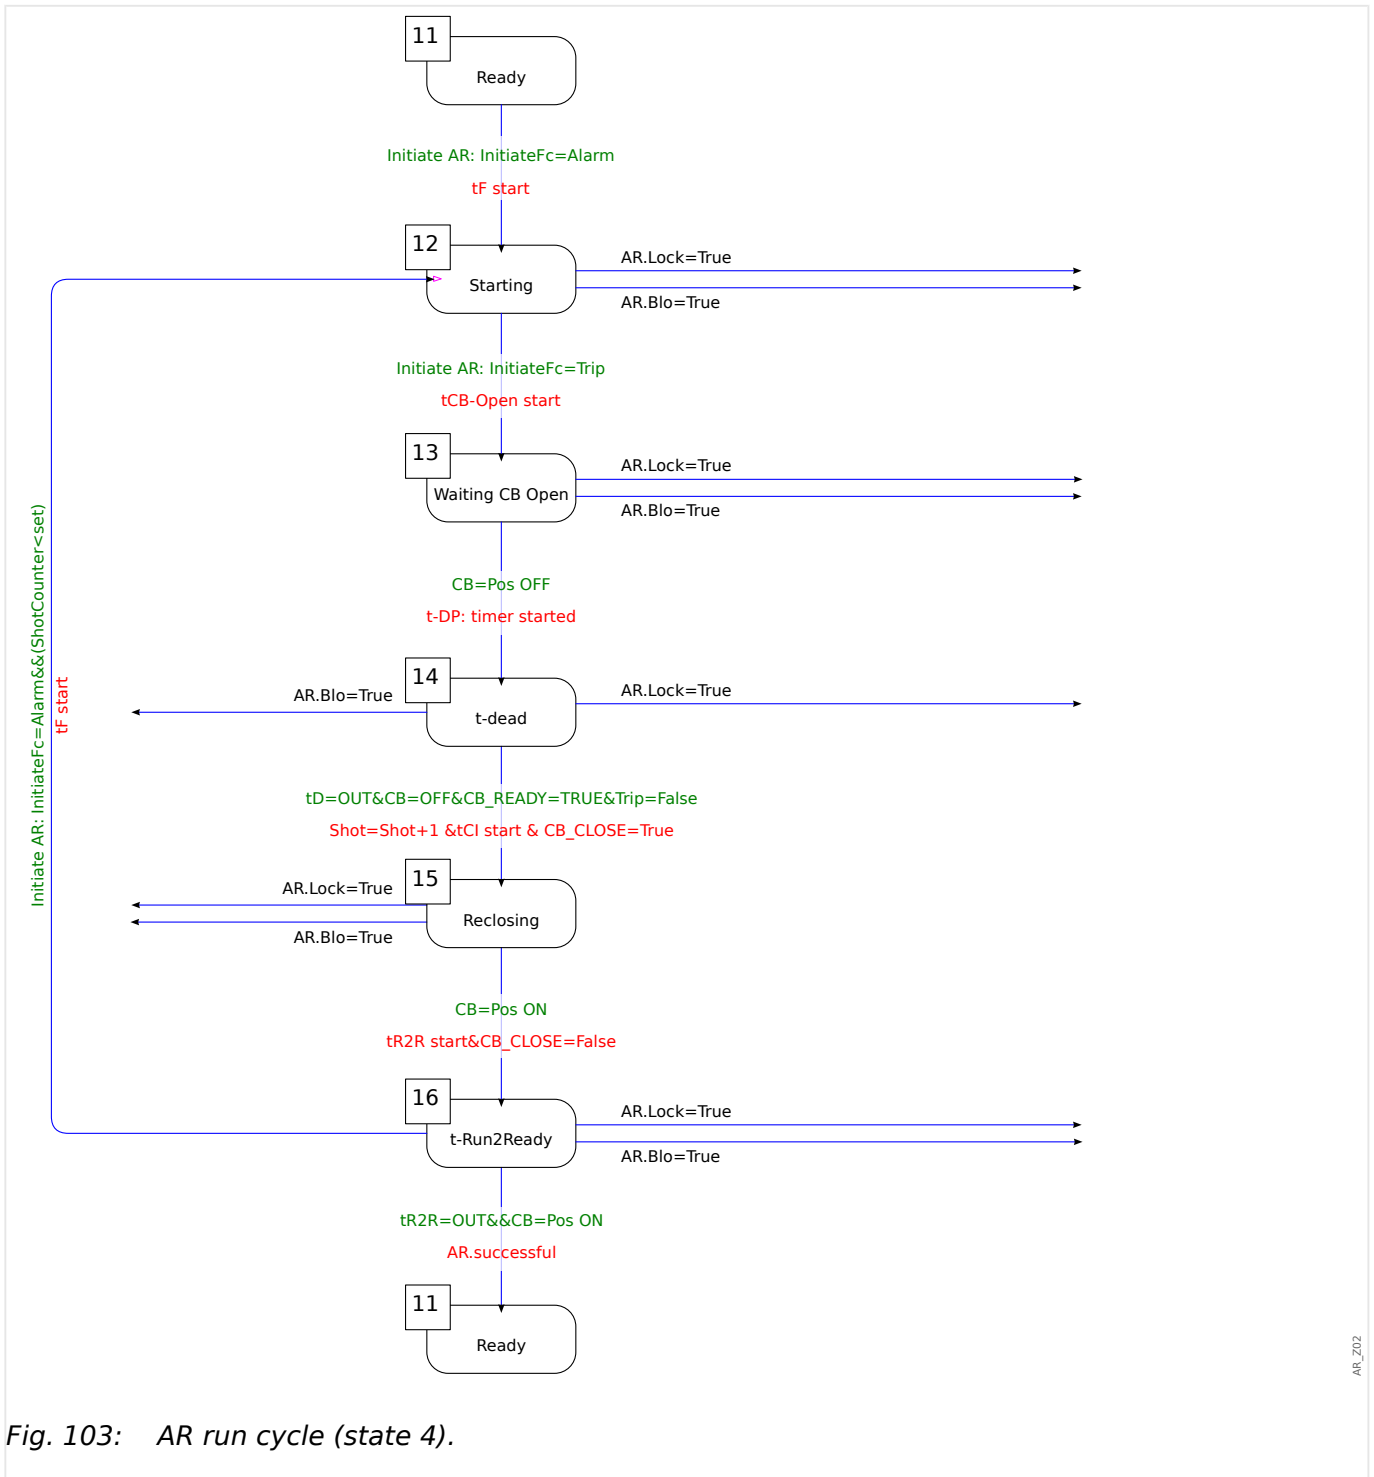 11
Ready
Initiate AR: InitiateFc=Alarm
tF start
12
Starting
AR.Lock=True
AR.Blo=True
Initiate AR: InitiateFc=Trip
tCB-Open start
13
Waiting CB Open
AR.Lock=True
AR.Blo=True
CB=Pos OFF
t-DP: timer started
Initiate AR: InitiateFc=Alarm&&(ShotCounter<set)
tF start
14
t-dead
AR.Blo=True
AR.Lock=True
tD=OUT&CB=OFF&CB_READY=TRUE&Trip=False
Shot=Shot+1 &tCl start & CB_CLOSE=True
15
Reclosing
AR.Lock=True
AR.Blo=True
CB=Pos ON
tR2R start&CB_CLOSE=False
16
t-Run2Ready
AR.Lock=True
AR.Blo=True
tR2R=OUT&&CB=Pos ON
AR.successful
11
Ready
AR_Z02
Fig. 103: AR run cycle (state 4).